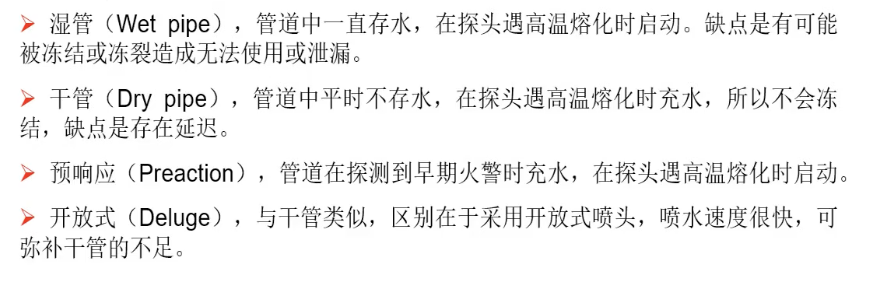 ➢ 湿管（Wet pipe），管道中一直存水，在探头遇高温熔化时启动。缺点是有可能
被冻结或冻裂造成无法使用或泄漏。
➢ 干管（Dry pipe），管道中平时不存水，在探头遇高温熔化时充水，所以不会冻
结，缺点是存在延迟。
➢ 预响应（Preaction），管道在探测到早期火警时充水，在探头遇高温熔化时启动。
➢ 开放式（Deluge），与干管类似，区别在于采用开放式喷头，喷水速度很快，可
弥补干管的不足。